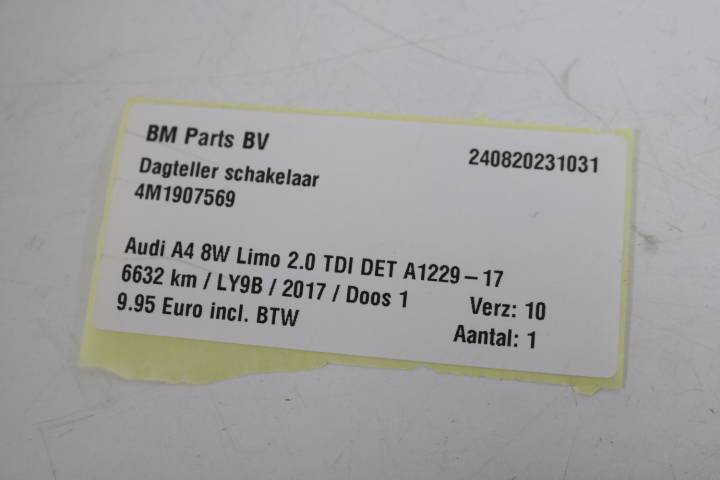 BM Parts BV 240820231031
Dagteller schakelaar
4M1907569
Audi A4 8W Limo 2.0 TDI DET A1229-17
6632 km / LY9B / 2017 / Doos 1 Verz: 10
9.95 Euro incl. BTW Aantal: 1